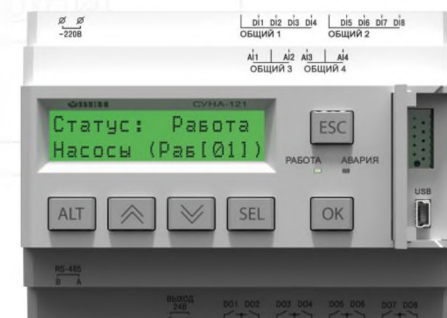 ~220В
DI1 DI2 DI3 DI4
ОБЩИЙ 1
DI5 DI6 DI7 DI8
ОБЩИЙ 2
AI1 AI2 AI3 AI4
ОБЩИЙ 3 ОБЩИЙ 4
ОВЕН СУНА-121
Статус: Работа
Насосы (Раб[01])
ESC
РАБОТА АВАРИЯ
USB
ALT
SEL
OK
RS-485
B A
ВЫХОД
24В
DO1 DO2 DO3 DO4 DO5 DO6 DO7 DO8